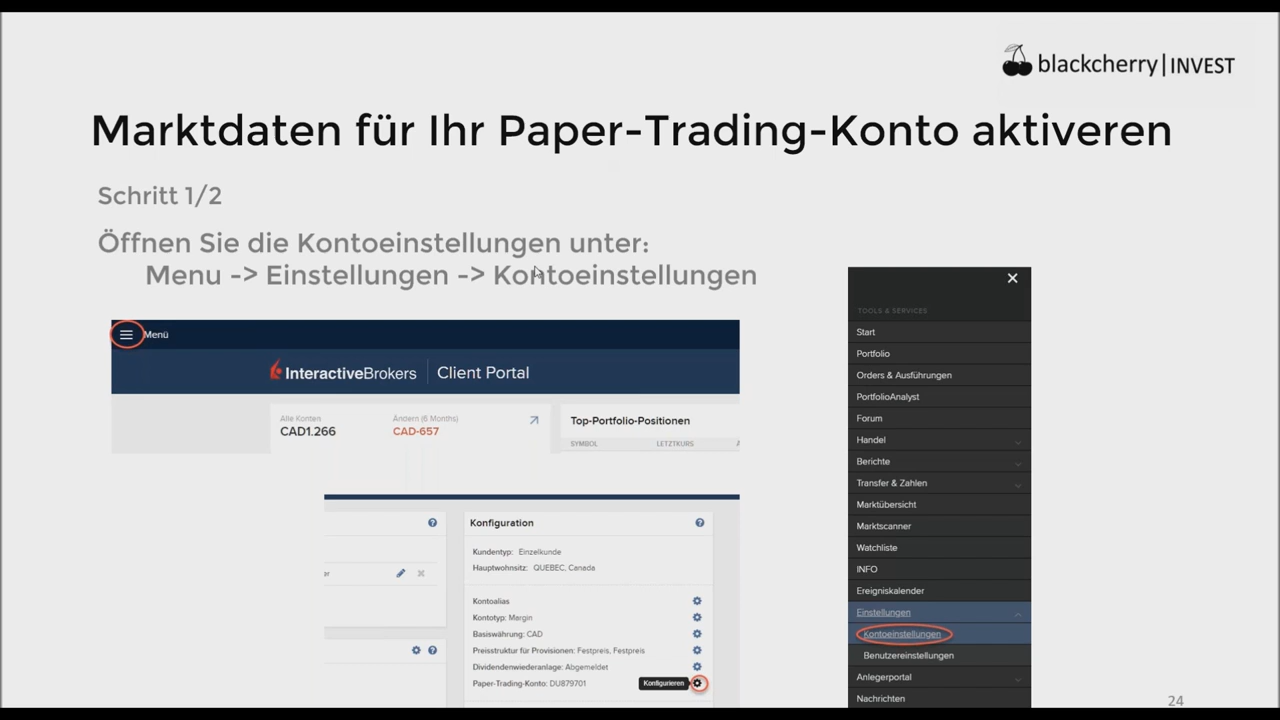 blackcherry|INVEST
Marktdaten für Ihr Paper-Trading-Konto aktiveren
Schritt 1/2
Öffnen Sie die Kontoeinstellungen unter:
Menu -> Einstellungen -> Kontoeinstellungen
Menü
InteractiveBrokers | Client Portal
Alle Konten
CAD1.266
Ändern (6 Months)
CAD-657
Top-Portfolio-Positionen
SYMBOL LETZTKURS
Konfiguration
Kundentyp: Einzelkunde
Hauptwohnsitz: QUEBEC, Canada
Kontoalias
Kontotyp: Margin
Basiswährung: CAD
Preisstruktur für Provisionen: Festpreis, Festpreis
Dividendenwiederanlage: Abgemeldet
Paper-Trading-Konto: DU879701
Konfigurieren
TOOLS & SERVICES
Start
Portfolio
Orders & Ausführungen
PortfolioAnalyst
Forum
Handel
Berichte
Transfer & Zahlen
Marktübersicht
Marktscanner
Watchliste
INFO
Ereigniskalender
Einstellungen
Kontoeinstellungen
Benutzereinstellungen
Anlegerportal
Nachrichten
24